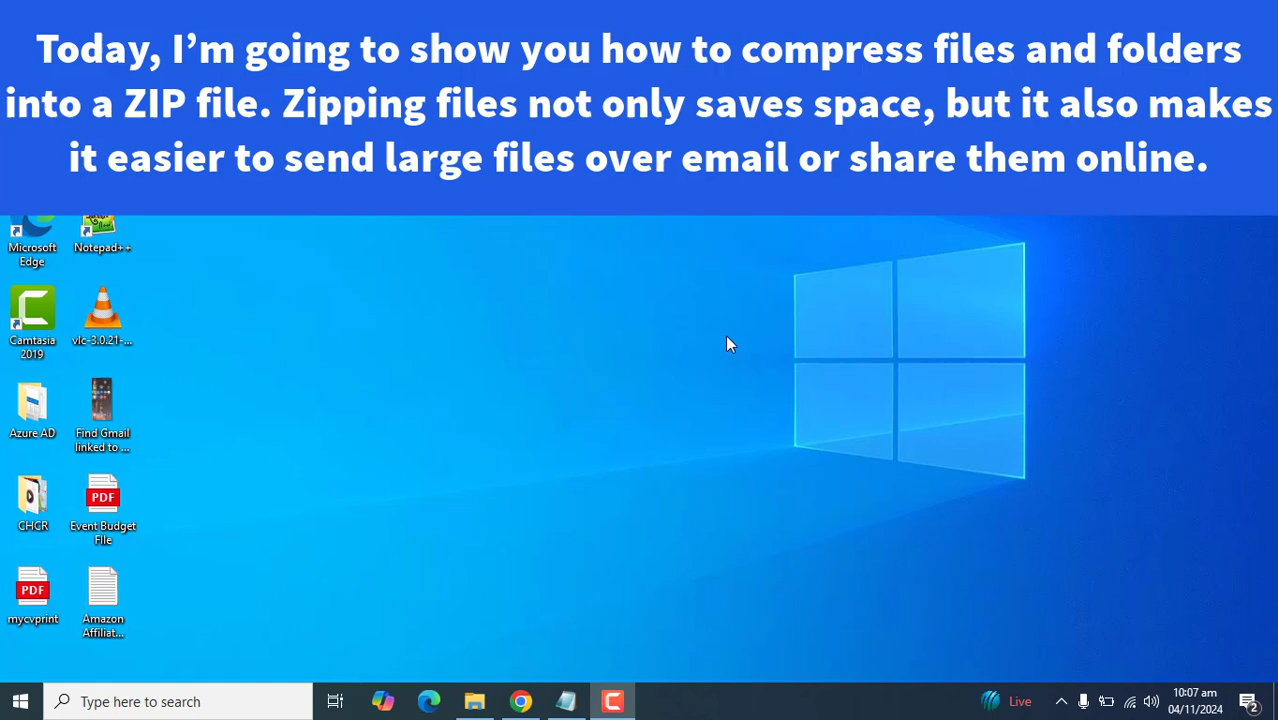 Today, I’m going to show you how to compress files and folders
into a ZIP file. Zipping files not only saves space, but it also makes
it easier to send large files over email or share them online.
Microsoft
Edge
Notepad++
Camtasia
2019
vlc-3.0.21-...
Azure AD
Find Gmail
linked to ...
CHCR
PDF
Event Budget
File
PDF
mycvprint
Amazon
Affiliat...
Type here to search
Live
10:07 am
04/11/2024
2